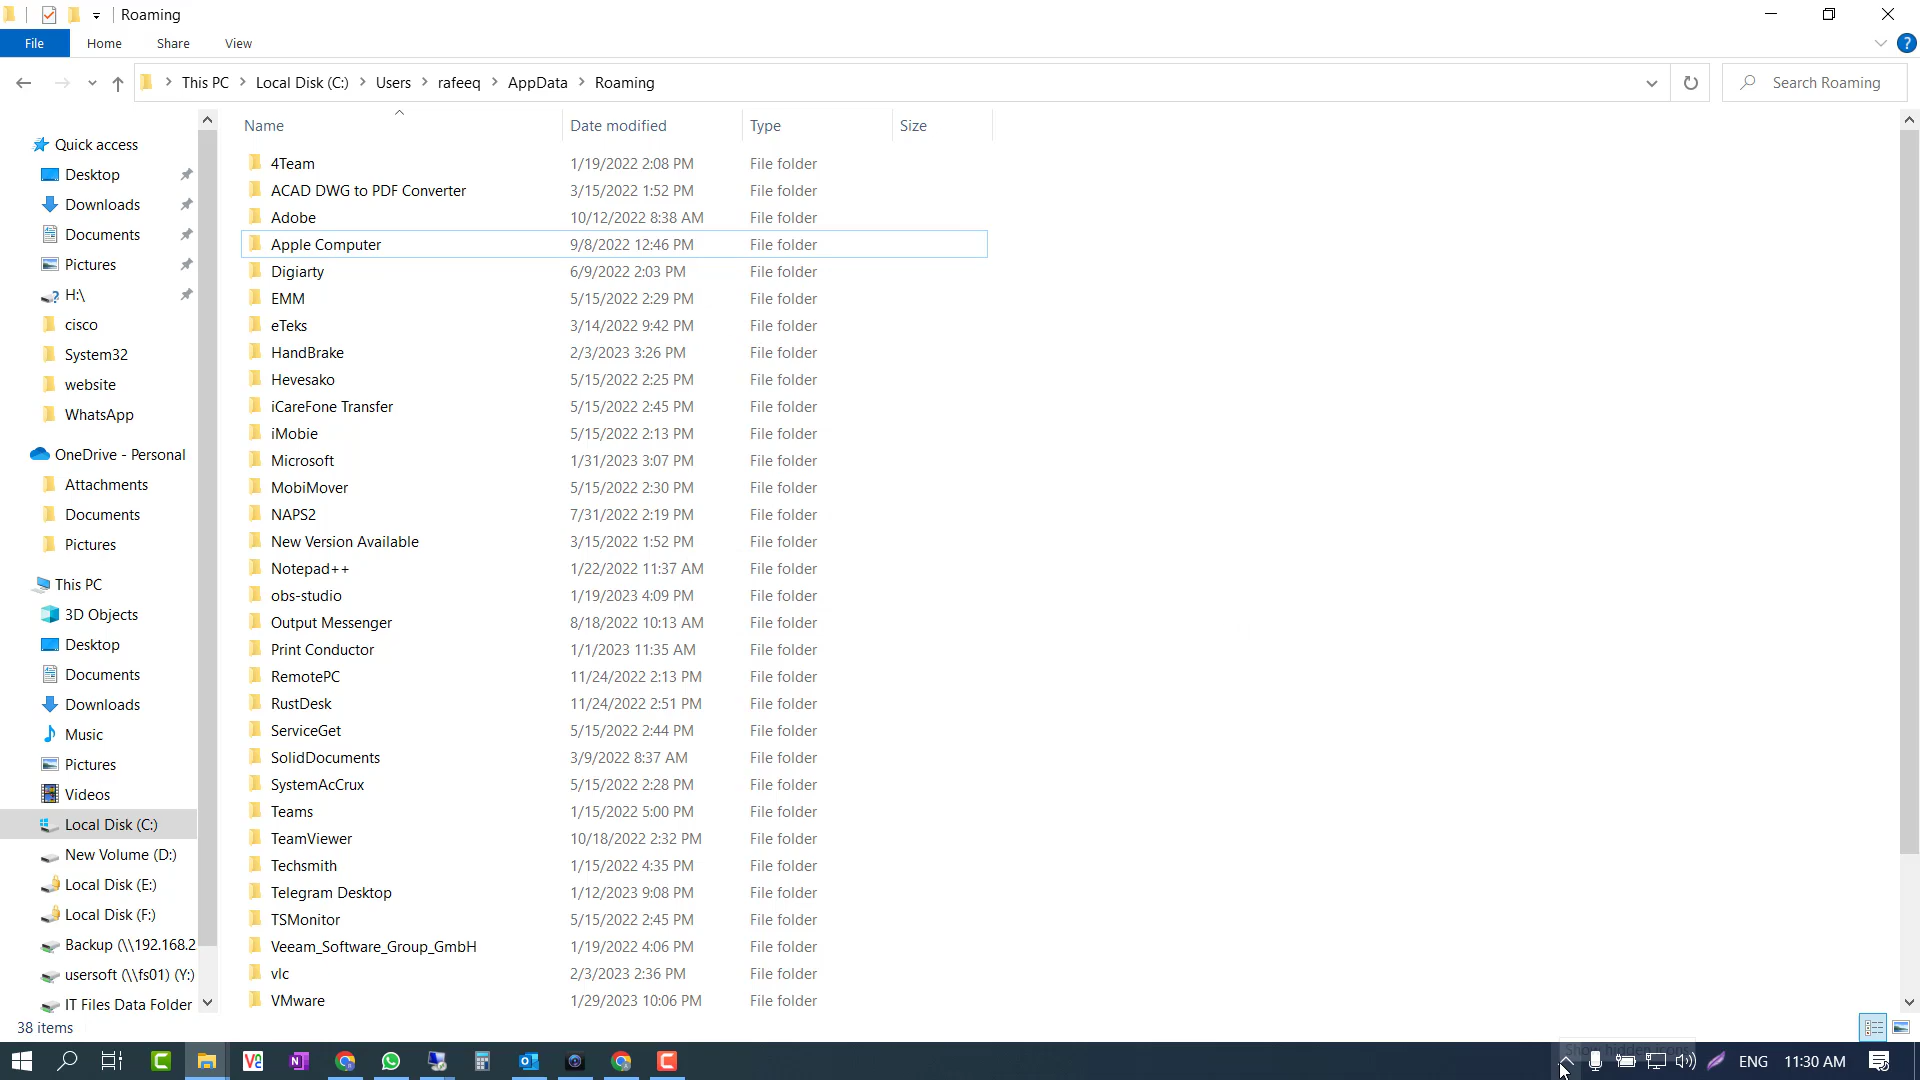 Roaming
File Home Share View
This PC Local Disk (C:) Users rafeeq AppData Roaming Search Roaming
Name Date modified Type Size
4Team 1/19/2022 2:08 PM File folder
ACAD DWG to PDF Converter 3/15/2022 1:52 PM File folder
Adobe 10/12/2022 8:38 AM File folder
Apple Computer 9/8/2022 12:46 PM File folder
Digiarty 6/9/2022 2:03 PM File folder
EMM 5/15/2022 2:29 PM File folder
eTeks 3/14/2022 9:42 PM File folder
HandBrake 2/3/2023 3:26 PM File folder
Hevesako 5/15/2022 2:25 PM File folder
iCareFone Transfer 5/15/2022 2:45 PM File folder
iMobie 5/15/2022 2:13 PM File folder
Microsoft 1/31/2023 3:07 PM File folder
MobiMover 5/15/2022 2:30 PM File folder
NAPS2 7/31/2022 2:19 PM File folder
New Version Available 3/15/2022 1:52 PM File folder
Notepad++ 1/22/2022 11:37 AM File folder
obs-studio 1/19/2023 4:09 PM File folder
Output Messenger 8/18/2022 10:13 AM File folder
Print Conductor 1/1/2023 11:35 AM File folder
RemotePC 11/24/2022 2:13 PM File folder
RustDesk 11/24/2022 2:51 PM File folder
ServiceGet 5/15/2022 2:44 PM File folder
SolidDocuments 3/9/2022 8:37 AM File folder
SystemAcCrux 5/15/2022 2:28 PM File folder
Teams 1/15/2022 5:00 PM File folder
TeamViewer 10/18/2022 2:32 PM File folder
Techsmith 1/15/2022 4:35 PM File folder
Telegram Desktop 1/12/2023 9:08 PM File folder
TSMonitor 5/15/2022 2:45 PM File folder
Veeam_Software_Group_GmbH 1/19/2022 4:06 PM File folder
vlc 2/3/2023 2:36 PM File folder
VMware 1/29/2023 10:06 PM File folder
Quick access
Desktop
Downloads
Documents
Pictures
H:\
cisco
System32
website
WhatsApp
OneDrive - Personal
Attachments
Documents
Pictures
This PC
3D Objects
Desktop
Documents
Downloads
Music
Pictures
Videos
Local Disk (C:)
New Volume (D:)
Local Disk (E:)
Local Disk (F:)
Backup (\\192.168.2
usersoft (\\fs01) (Y:)
IT Files Data Folder
38 items
Show hidden icons
ENG 11:30 AM